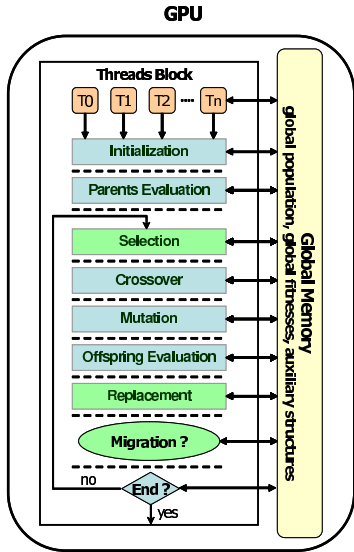 GPU
Threads Block
T0 T1 T2 ···· Tn
Initialization
Parents Evaluation
Selection
Crossover
Mutation
Offspring Evaluation
Replacement
Migration ?
no
End ?
yes
Global Memory
global population, global fitnesses, auxiliary structures